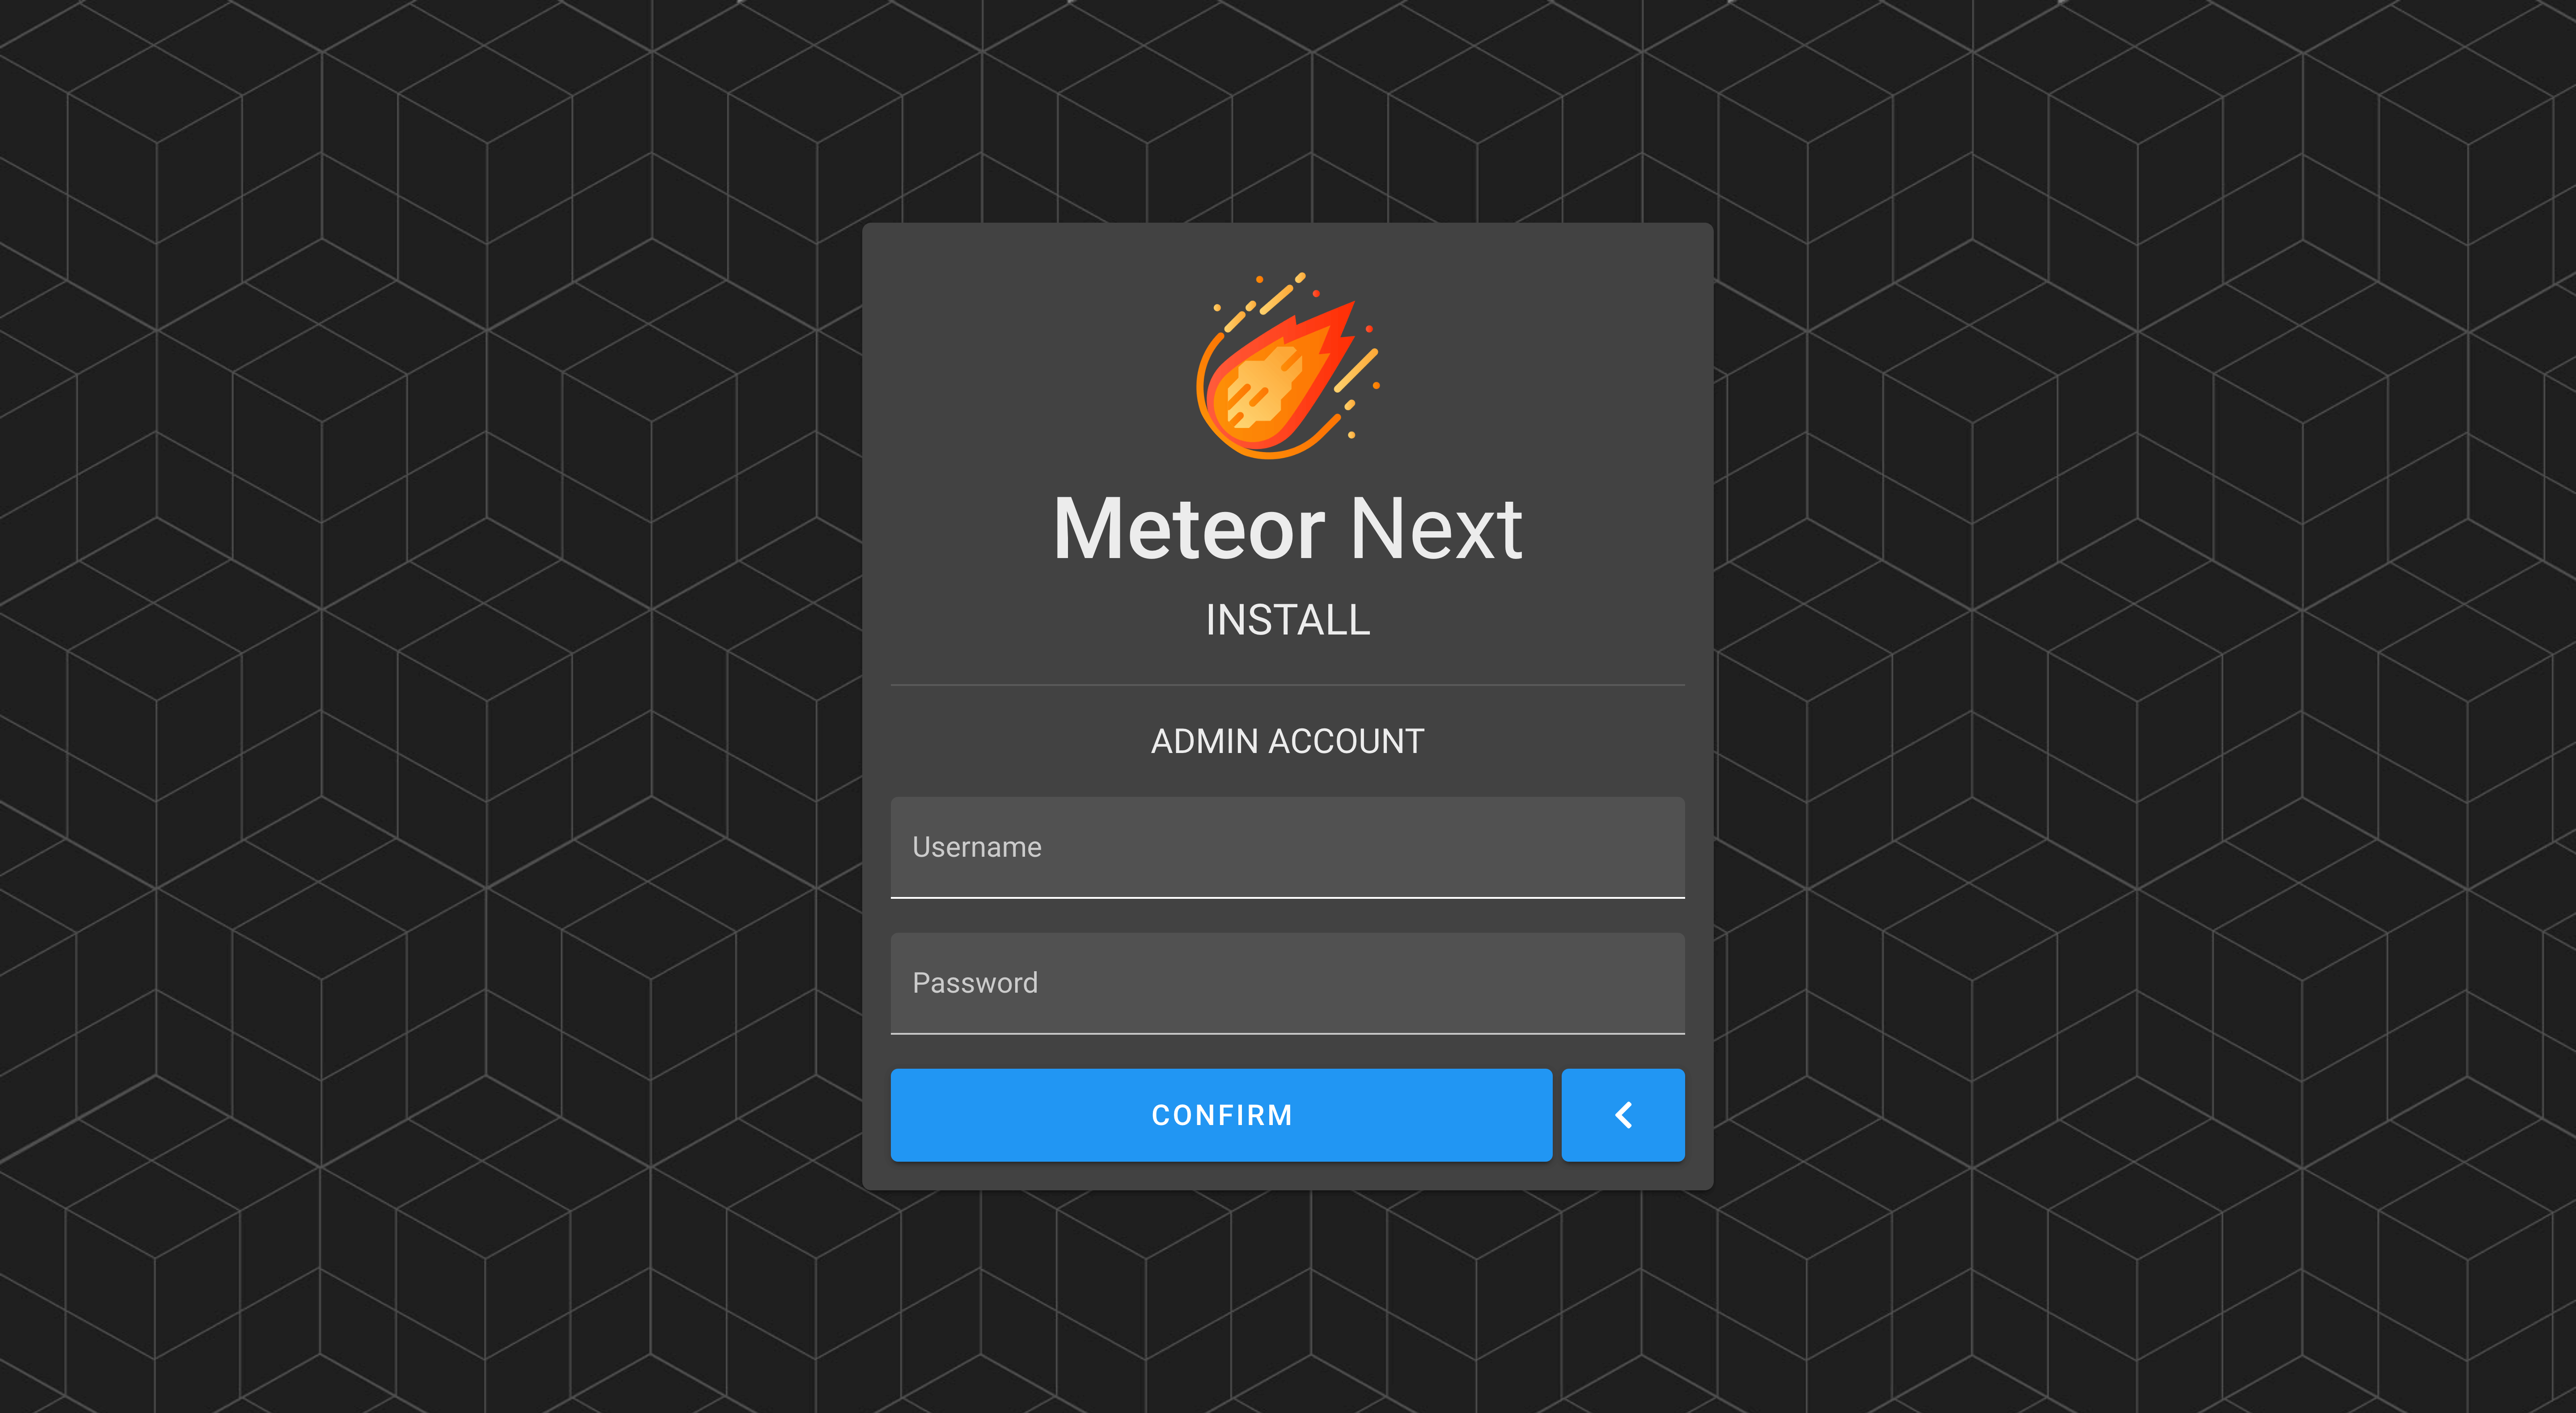 Meteor Next
INSTALL
ADMIN ACCOUNT
Username
Password
CONFIRM